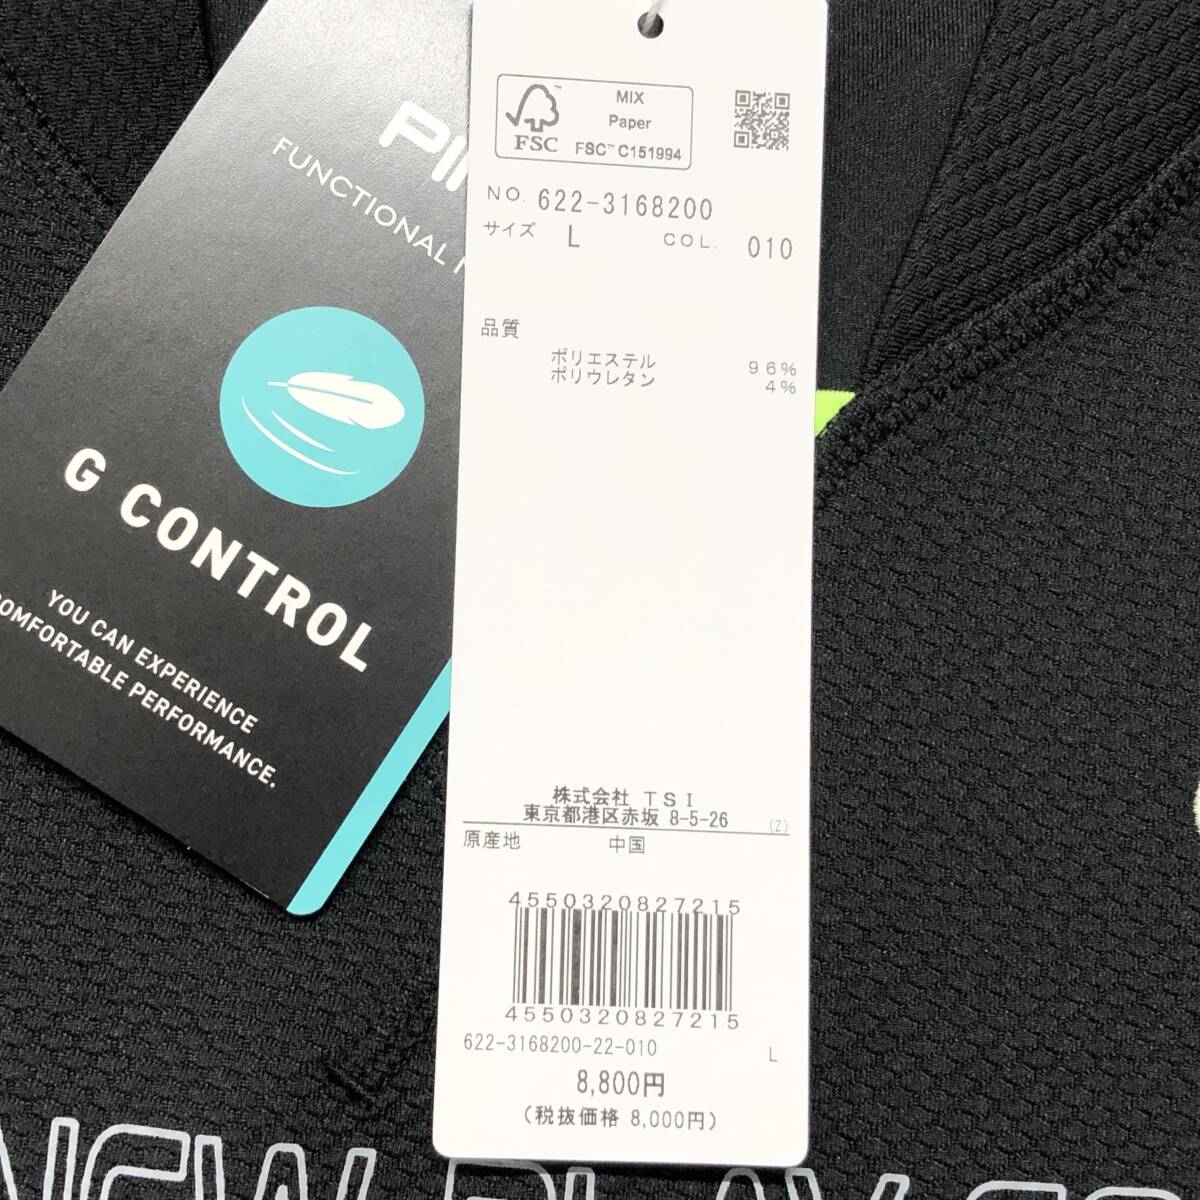 FUNCTIONAL
G CONTROL
YOU CAN EXPERIENCE
COMFORTABLE PERFORMANCE.
FSC
MIX
Paper
FSC™ C151994
NO. 622-3168200
サイズ L COL. 010
品質
ポリエステル 96%
ポリウレタン 4%
株式会社 TSI
東京都港区赤坂 8-5-26 (Z)
原産地 中国
4550320827215
4550320827215
622-3168200-22-010 L
8,800円
(税抜価格 8,000円)
NEW PLAY